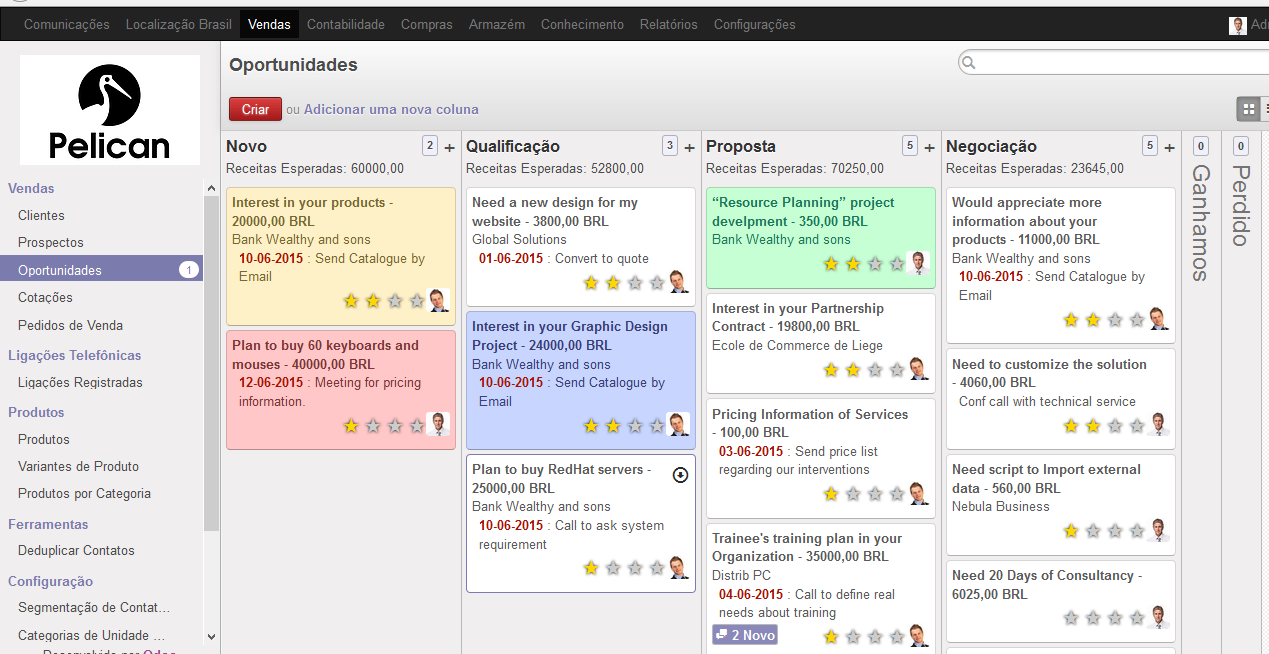 Comunicações Localização Brasil Vendas Contabilidade Compras Armazém Conhecimento Relatórios Configurações
Pelican
Vendas
Clientes
Prospectos
Oportunidades 1
Cotações
Pedidos de Venda
Ligações Telefônicas
Ligações Registradas
Produtos
Produtos
Variantes de Produto
Produtos por Categoria
Ferramentas
Deduplicar Contatos
Configuração
Segmentação de Contat...
Categorias de Unidade ...
Oportunidades
Criar ou Adicionar uma nova coluna
Novo 2 +
Receitas Esperadas: 60000,00
Interest in your products -
20000,00 BRL
Bank Wealthy and sons
10-06-2015 : Send Catalogue by
Email
Plan to buy 60 keyboards and
mouses - 40000,00 BRL
12-06-2015 : Meeting for pricing
information.
Qualificação 3 +
Receitas Esperadas: 52800,00
Need a new design for my
website - 3800,00 BRL
Global Solutions
01-06-2015 : Convert to quote
Interest in your Graphic Design
Project - 24000,00 BRL
Bank Wealthy and sons
10-06-2015 : Send Catalogue by
Email
Plan to buy RedHat servers -
25000,00 BRL
Bank Wealthy and sons
10-06-2015 : Call to ask system
requirement
Proposta 5 +
Receitas Esperadas: 70250,00
“Resource Planning” project
develpment - 350,00 BRL
Bank Wealthy and sons
Interest in your Partnership
Contract - 19800,00 BRL
Ecole de Commerce de Liege
Pricing Information of Services
- 100,00 BRL
03-06-2015 : Send price list
regarding our interventions
Trainee's training plan in your
Organization - 35000,00 BRL
Distrib PC
04-06-2015 : Call to define real
needs about training
2 Novo
Negociação 5 +
Receitas Esperadas: 23645,00
Would appreciate more
information about your
products - 11000,00 BRL
Bank Wealthy and sons
10-06-2015 : Send Catalogue by
Email
Need to customize the solution
- 4060,00 BRL
Conf call with technical service
Need script to Import external
data - 560,00 BRL
Nebula Business
Need 20 Days of Consultancy -
6025,00 BRL
0
Ganhamos
0
Perdido